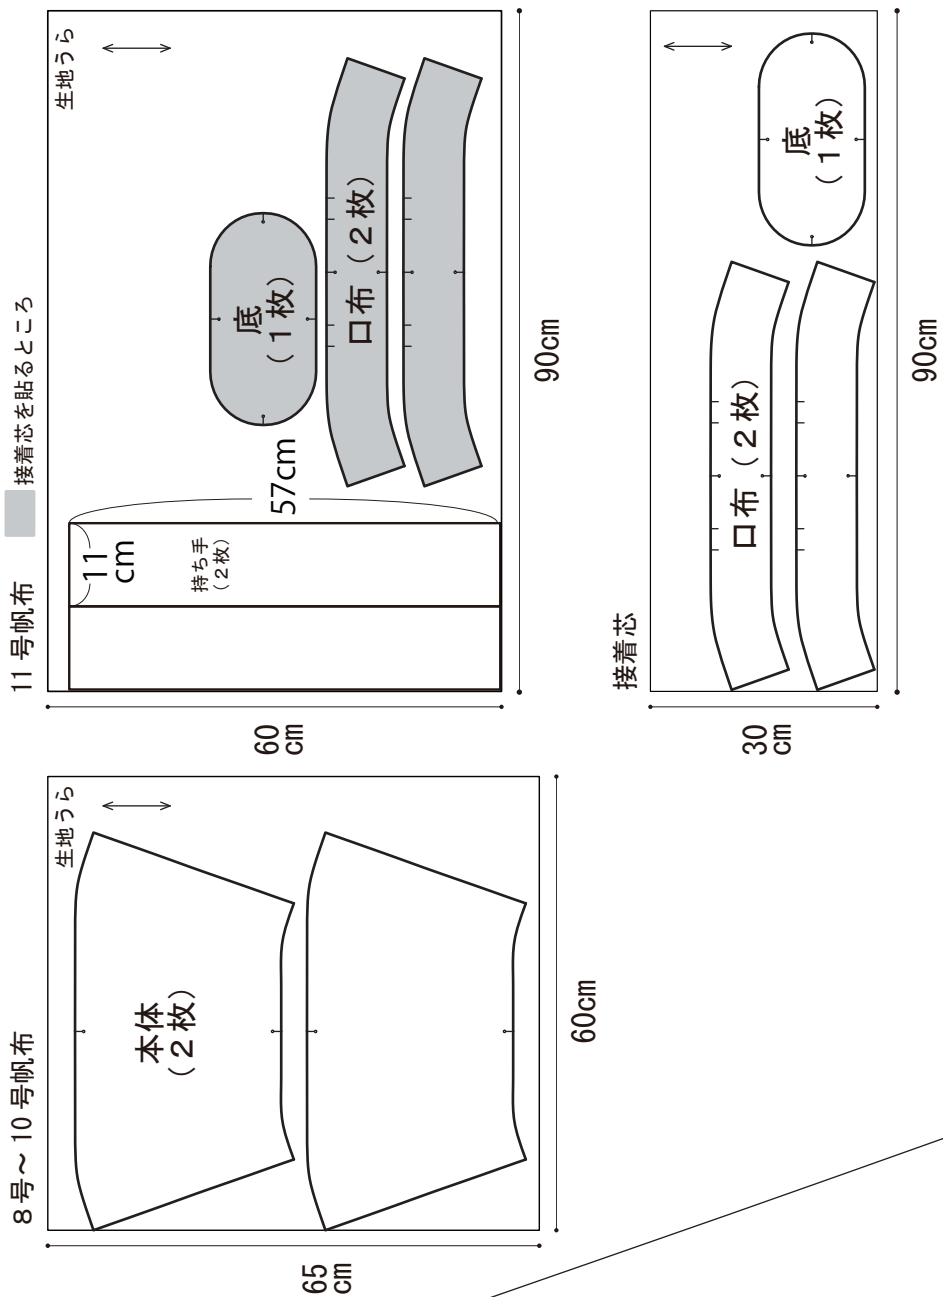 8号〜10号帆布
生地うら
本体
（２枚）
65
cm
60cm
11号帆布
接着芯を貼るところ
生地うら
11
cm
57cm
持ち手
（２枚）
底
（１枚）
口布（２枚）
60
cm
90cm
接着芯
口布（２枚）
底
（１枚）
30
cm
90cm